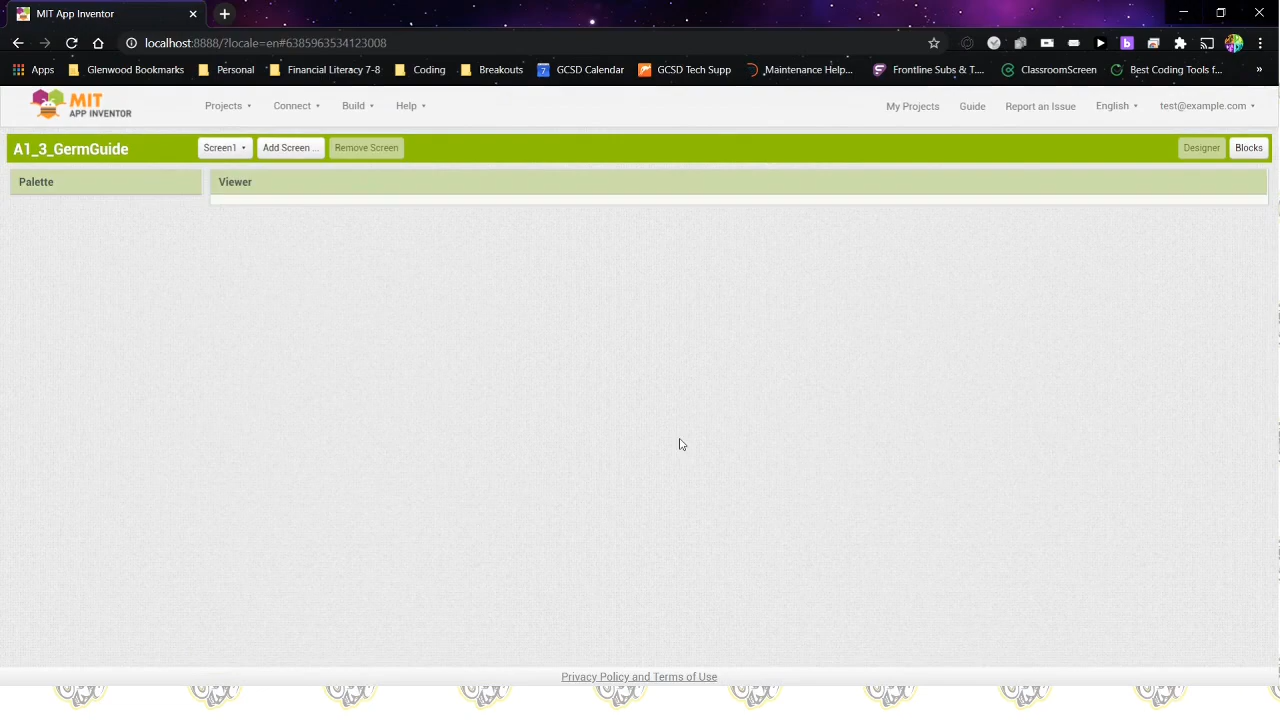 MIT App Inventor
localhost:8888/?locale=en#6385963534123008
Apps Glenwood Bookmarks Personal Financial Literacy 7-8 Coding Breakouts GCSD Calendar GCSD Tech Supp Maintenance Help... Frontline Subs & T... ClassroomScreen Best Coding Tools f... »
MIT
APP INVENTOR
Projects Connect Build Help My Projects Guide Report an Issue English test@example.com
A1_3_GermGuide Screen1 Add Screen ... Remove Screen Designer Blocks
Palette Viewer
Privacy Policy and Terms of Use